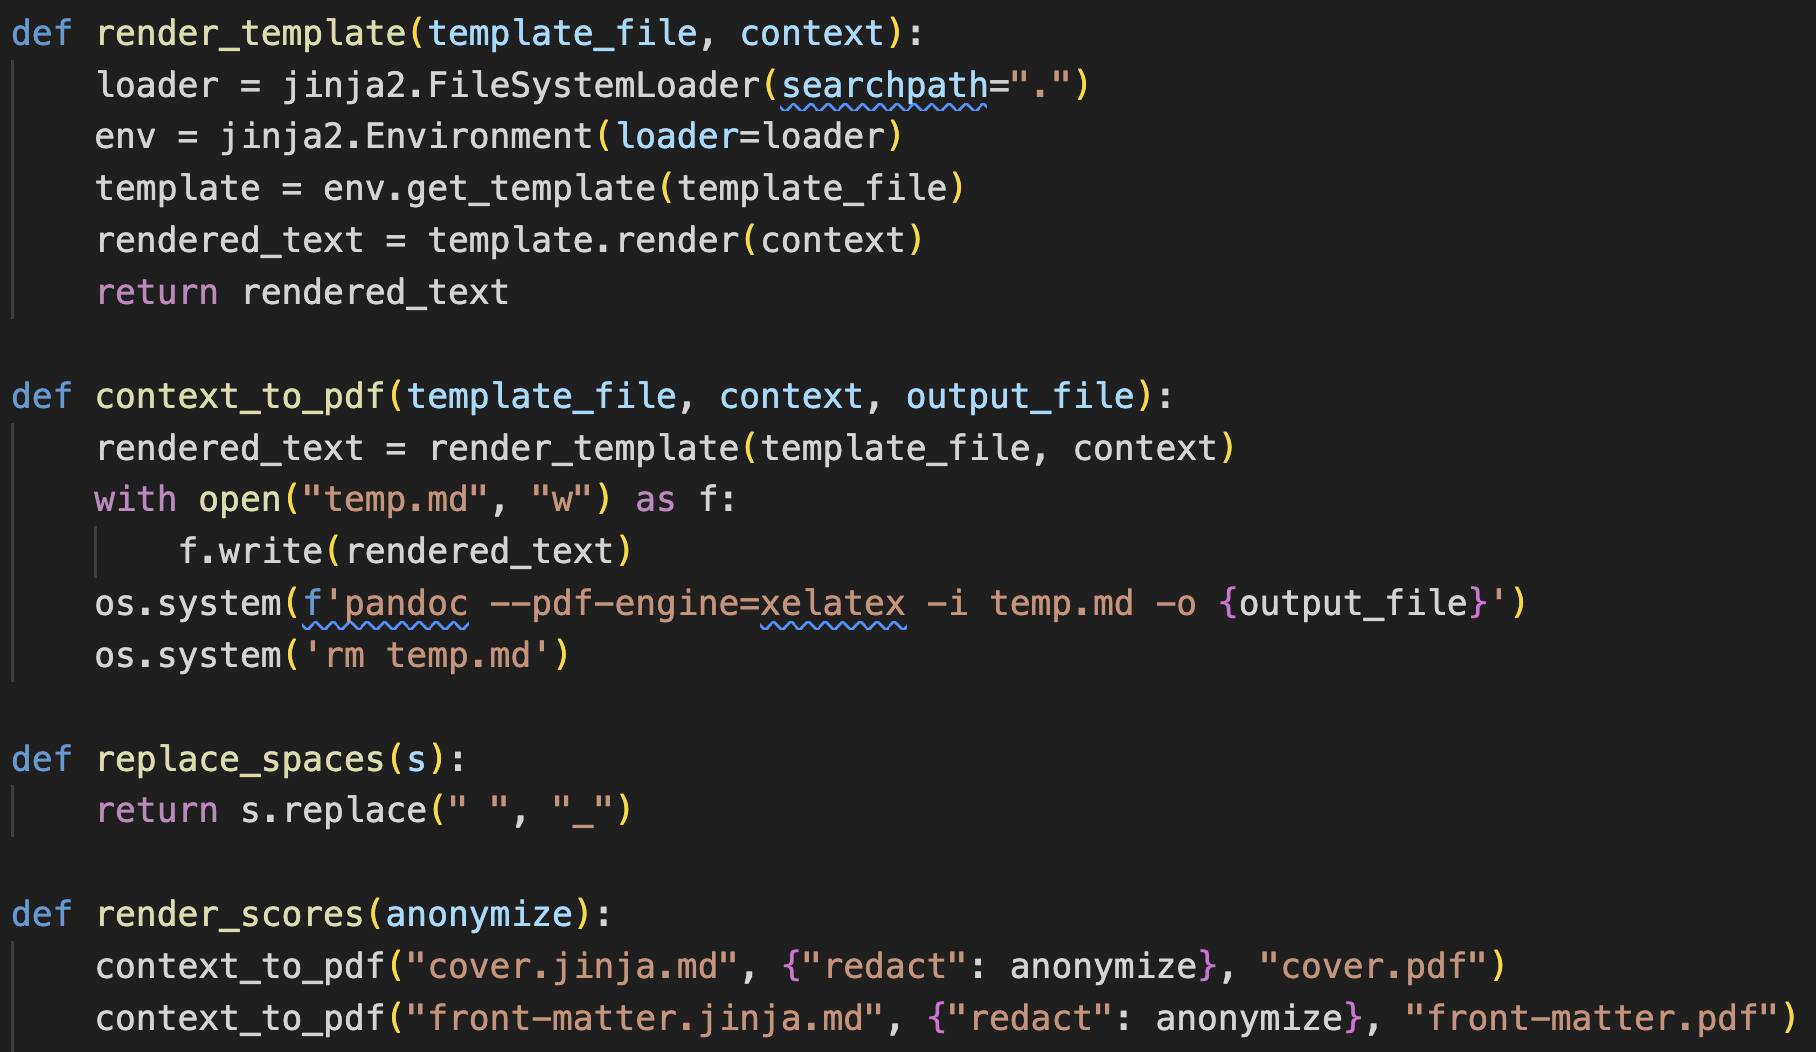 def render_template(template_file, context):
    loader = jinja2.FileSystemLoader(searchpath=".")
    env = jinja2.Environment(loader=loader)
    template = env.get_template(template_file)
    rendered_text = template.render(context)
    return rendered_text

def context_to_pdf(template_file, context, output_file):
    rendered_text = render_template(template_file, context)
    with open("temp.md", "w") as f:
        f.write(rendered_text)
    os.system(f'pandoc --pdf-engine=xelatex -i temp.md -o {output_file}')
    os.system('rm temp.md')

def replace_spaces(s):
    return s.replace(" ", "_")

def render_scores(anonymize):
    context_to_pdf("cover.jinja.md", {"redact": anonymize}, "cover.pdf")
    context_to_pdf("front-matter.jinja.md", {"redact": anonymize}, "front-matter.pdf")